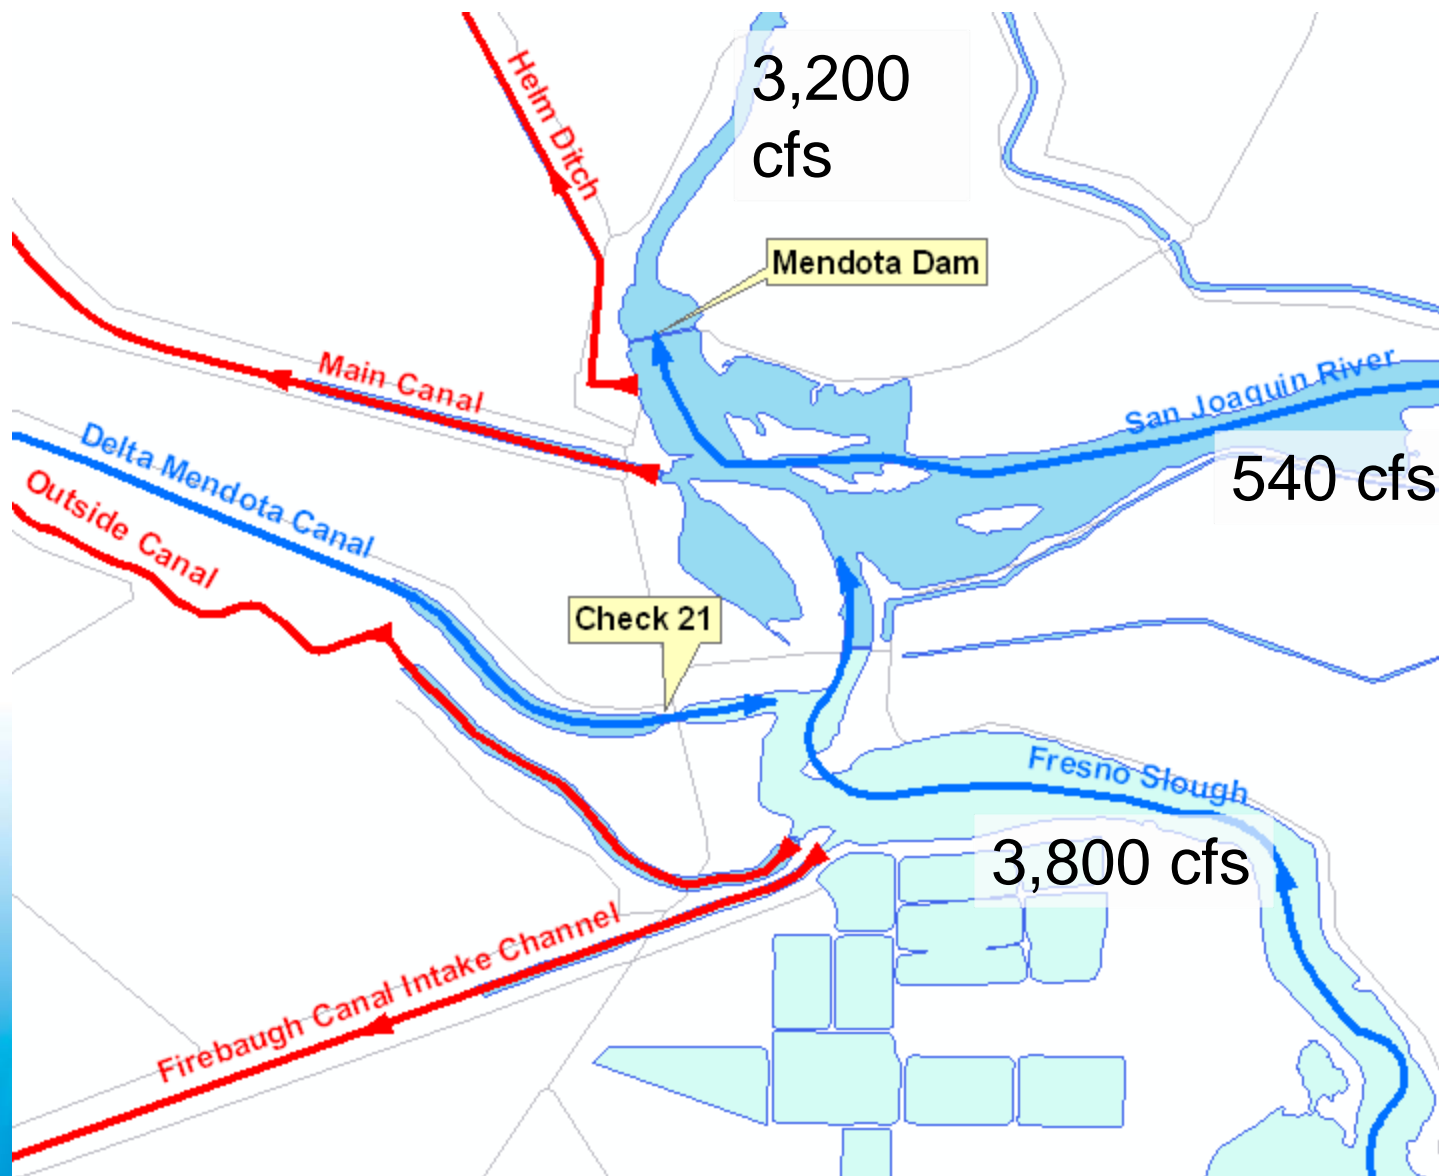 3,200
cfs
Helm Ditch
Mendota Dam
Main Canal
San Joaquin River
540 cfs
Delta Mendota Canal
Outside Canal
Check 21
Fresno Slough
3,800 cfs
Firebaugh Canal Intake Channel